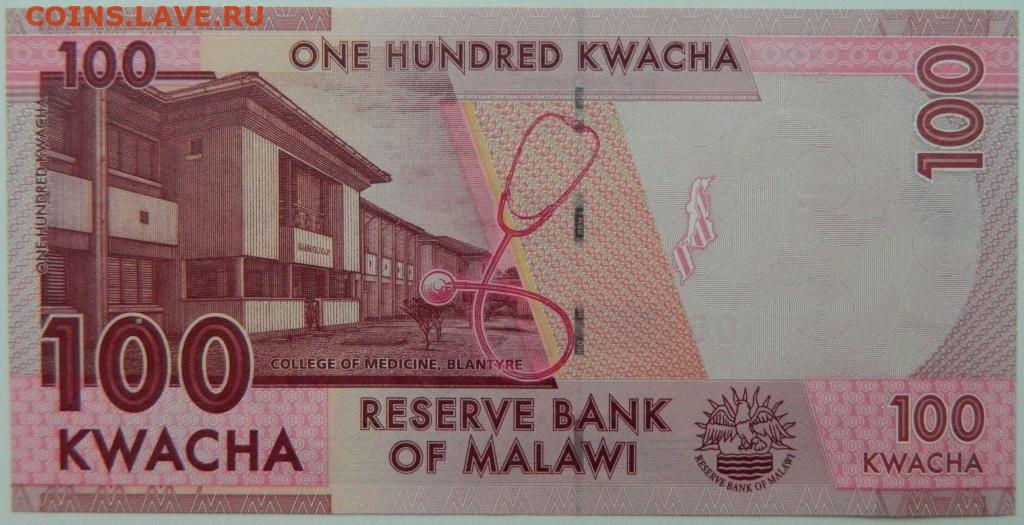 COINS.LAVE.RU
100
ONE HUNDRED KWACHA
100
ONE HUNDRED KWACHA
COLLEGE OF MEDICINE, BLANTYRE
100
KWACHA
RESERVE BANK
OF MALAWI
RESERVE BANK OF MALAWI
100
KWACHA